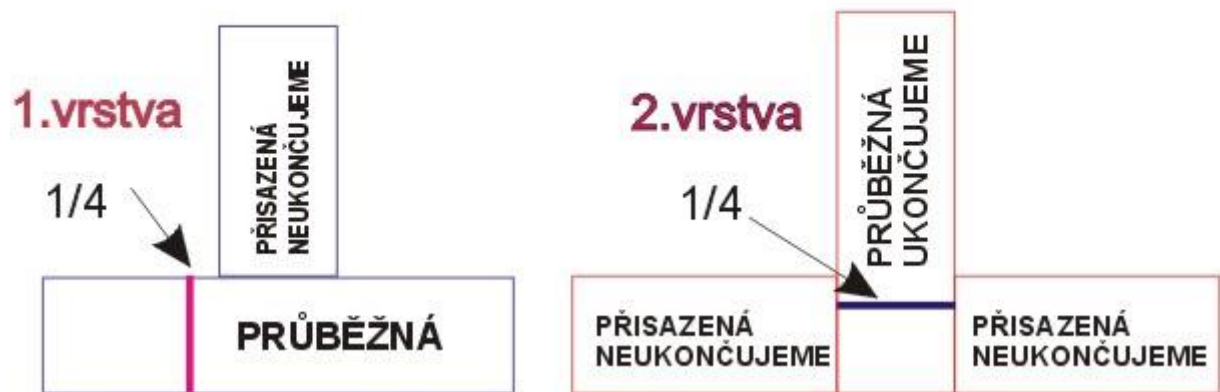 1.vrstva
1/4
PŘISAZENÁ
NEUKONČUJEME
PRŮBĚŽNÁ
2.vrstva
1/4
PRŮBĚŽNÁ
UKONČUJEME
PŘISAZENÁ
NEUKONČUJEME
PŘISAZENÁ
NEUKONČUJEME